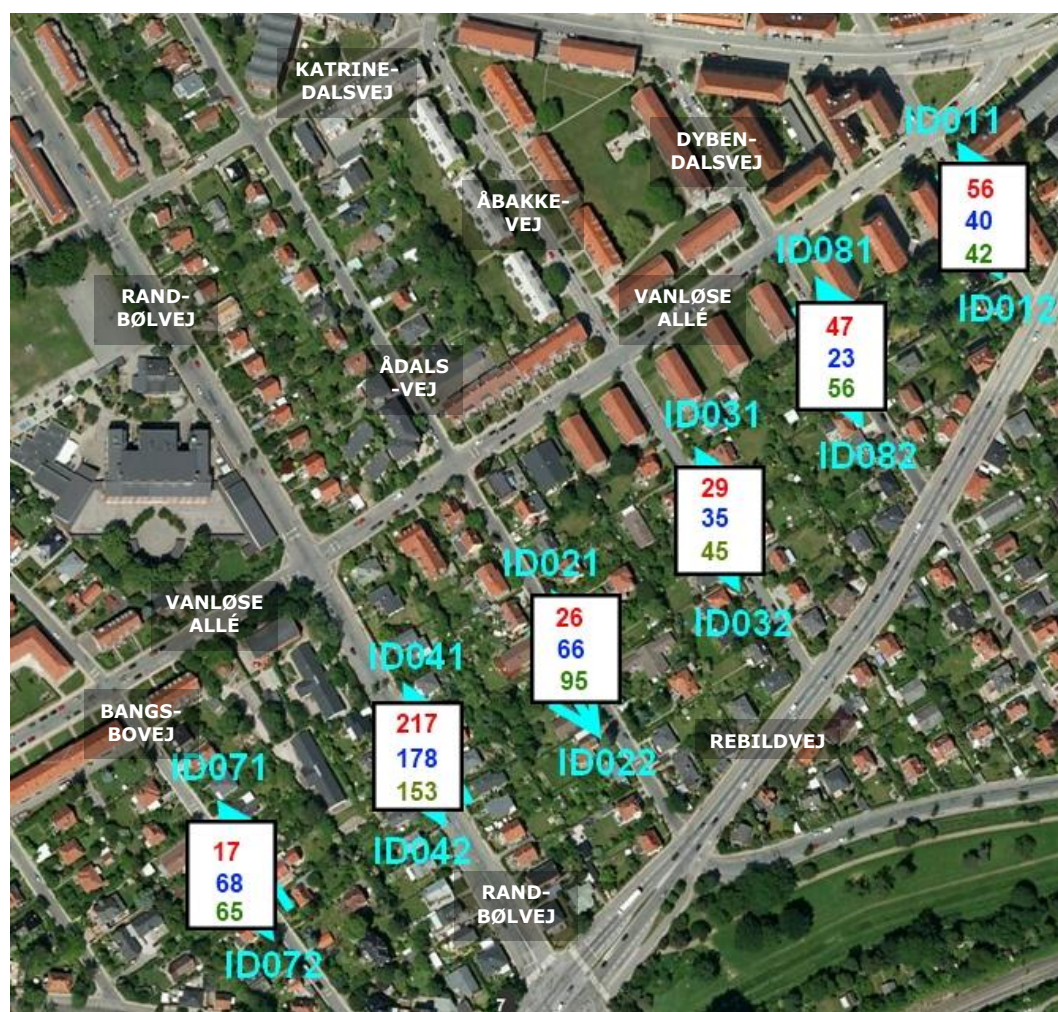 KATRINE-
DALSVEJ
DYBEN-
DALSVEJ
ID011
56
40
42
ID012
ÅBAKKE-
VEJ
RAND-
BØLVEJ
VANLØSE
ALLÉ
ID081
47
23
56
ID082
ÅDALS
-VEJ
ID031
29
35
45
ID032
ID021
26
66
95
ID022
VANLØSE
ALLÉ
ID041
217
178
153
ID042
BANGS-
BOVEJ
ID071
17
68
65
ID072
REBILDVEJ
RAND-
BØLVEJ
7